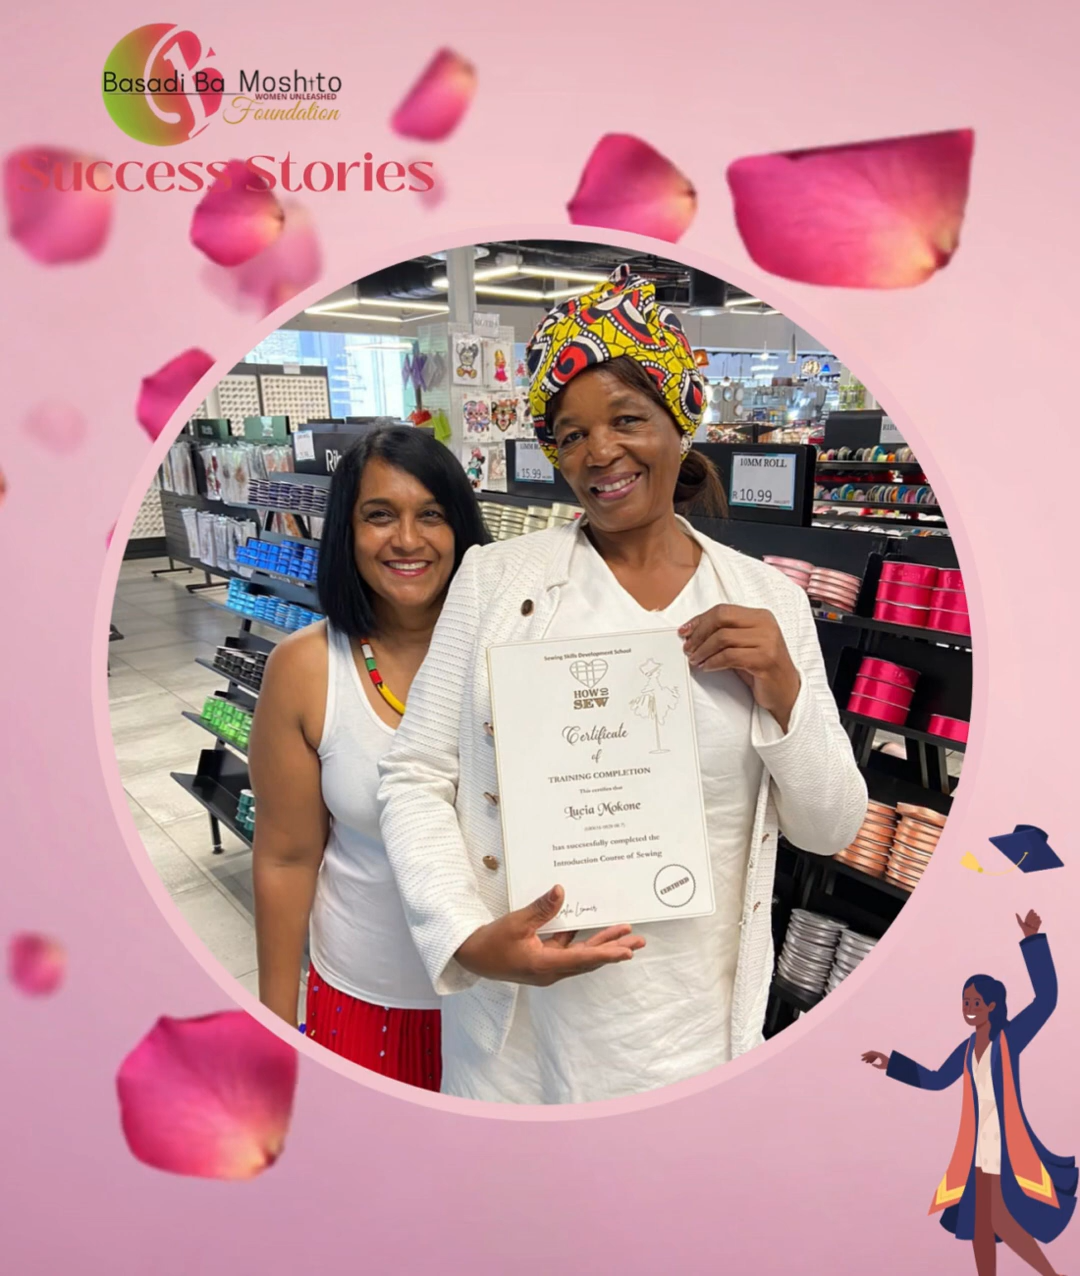 Basadi Ba Moshito
WOMEN UNLEASHED
Foundation
Success Stories
10MM ROLL
R 15.99
R 10.99
Sewing Skills Development School
HOW TO
SEW
Certificate
of
TRAINING COMPLETION
This certifies that
Lucia Mokone
has successfully completed the
Introduction Course of Sewing
CERTIFIED